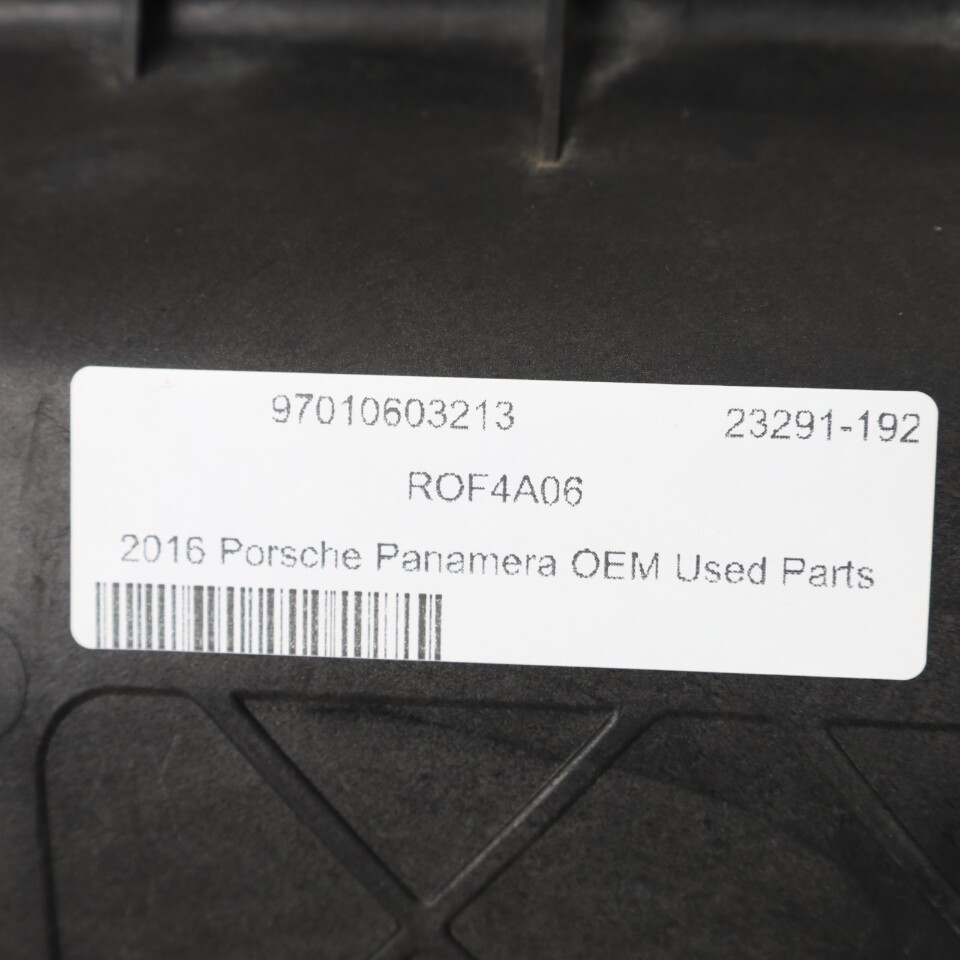 97010603213 23291-192
ROF4A06
2016 Porsche Panamera OEM Used Parts